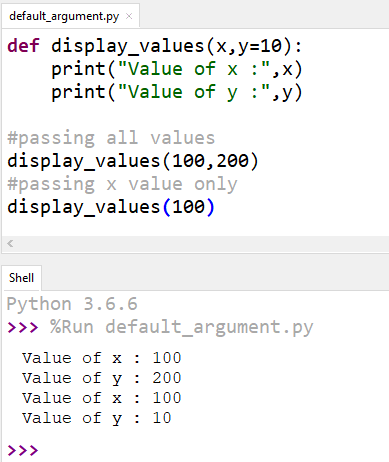 default_argument.py ×
def display_values(x,y=10):
    print("Value of x :",x)
    print("Value of y :",y)
#passing all values
display_values(100,200)
#passing x value only
display_values(100)
<
Shell
Python 3.6.6
>>> %Run default_argument.py
Value of x : 100
Value of y : 200
Value of x : 100
Value of y : 10
>>>